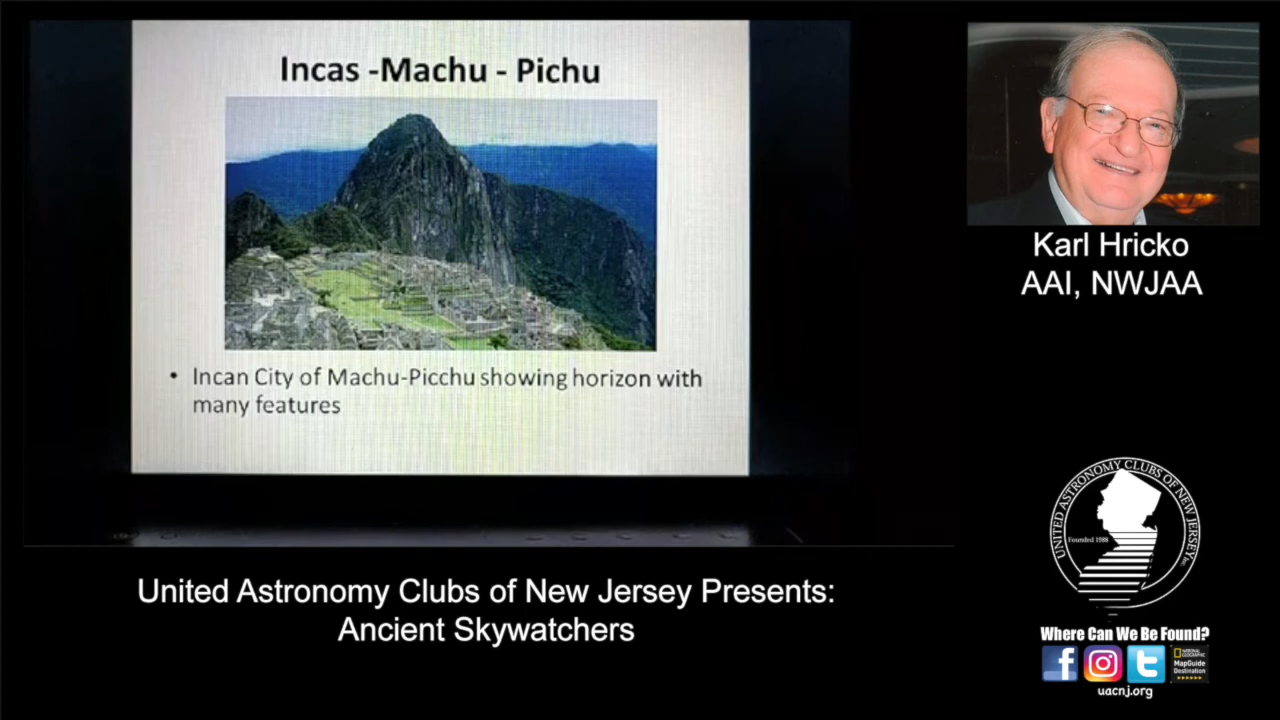 Incas -Machu - Pichu
Incan City of Machu-Picchu showing horizon with
many features
Karl Hricko
AAI, NWJAA
United Astronomy Clubs of New Jersey Presents:
Ancient Skywatchers
UNITED ASTRONOMY CLUBS OF NEW JERSEY, Inc.
Founded 1988
Where Can We Be Found?
NATIONAL
GEOGRAPHIC
MapGuide
Destination
uacnj.org